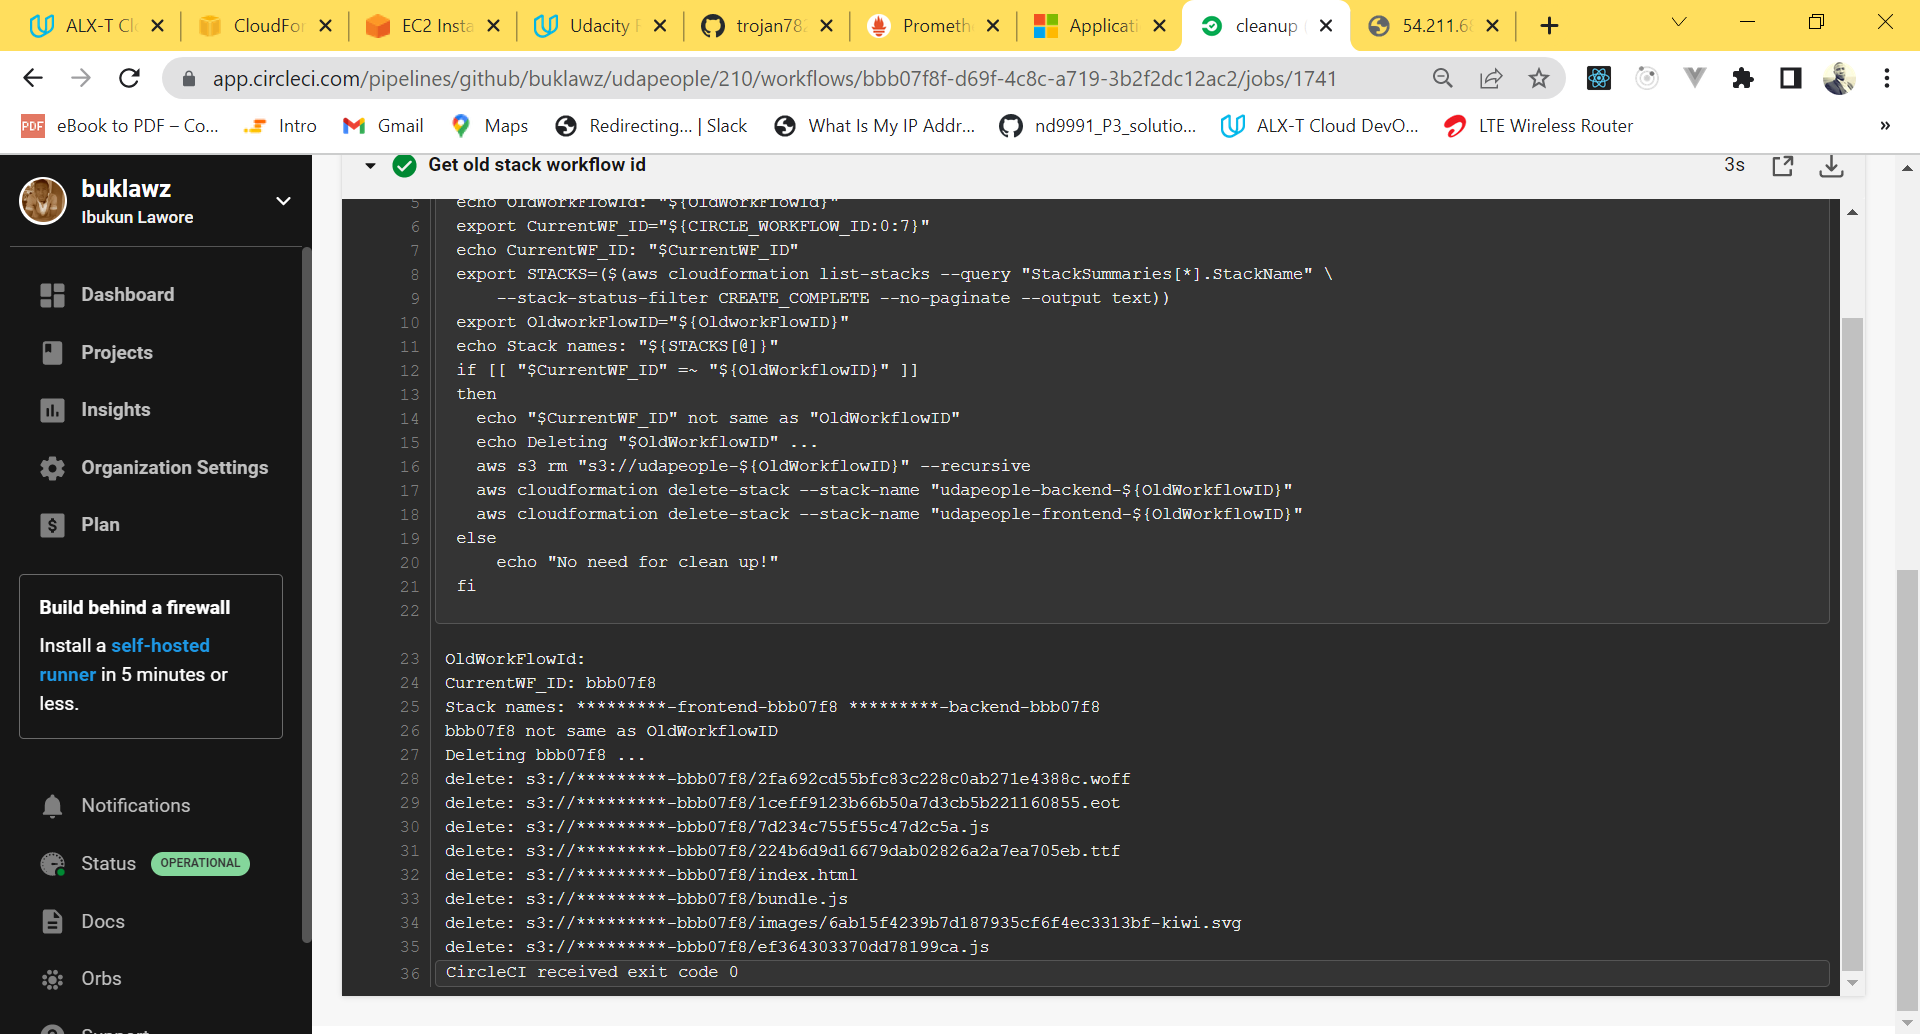 ALX-T Cl
CloudFor
EC2 Insta
Udacity
trojan782
Prometh
Applicati
cleanup
54.211.68
app.circleci.com/pipelines/github/buklawz/udapeople/210/workflows/bbb07f8f-d69f-4c8c-a719-3b2f2dc12ac2/jobs/1741
PDF eBook to PDF – Co...
Intro
Gmail
Maps
Redirecting... | Slack
What Is My IP Addr...
nd9991_P3_solutio...
ALX-T Cloud DevO...
LTE Wireless Router
»
buklawz
Ibukun Lawore
Dashboard
Projects
Insights
Organization Settings
Plan
Build behind a firewall
Install a self-hosted
runner in 5 minutes or
less.
Notifications
Status OPERATIONAL
Docs
Orbs
Support
Get old stack workflow id 3s
5 echo OldWorkFlowId: "${OldWorkFlowId}"
6 export CurrentWF_ID="${CIRCLE_WORKFLOW_ID:0:7}"
7 echo CurrentWF_ID: "$CurrentWF_ID"
8 export STACKS=($(aws cloudformation list-stacks --query "StackSummaries[*].StackName" \
9 --stack-status-filter CREATE_COMPLETE --no-paginate --output text))
10 export OldworkFlowID="${OldworkFlowID}"
11 echo Stack names: "${STACKS[@]}"
12 if [[ "$CurrentWF_ID" =~ "${OldWorkflowID}" ]]
13 then
14 echo "$CurrentWF_ID" not same as "OldWorkflowID"
15 echo Deleting "$OldWorkflowID" ...
16 aws s3 rm "s3://udapeople-${OldWorkflowID}" --recursive
17 aws cloudformation delete-stack --stack-name "udapeople-backend-${OldWorkflowID}"
18 aws cloudformation delete-stack --stack-name "udapeople-frontend-${OldWorkflowID}"
19 else
20 echo "No need for clean up!"
21 fi
22
23 OldWorkFlowId:
24 CurrentWF_ID: bbb07f8
25 Stack names: *********-frontend-bbb07f8 *********-backend-bbb07f8
26 bbb07f8 not same as OldWorkflowID
27 Deleting bbb07f8 ...
28 delete: s3://*********-bbb07f8/2fa692cd55bfc83c228c0ab271e4388c.woff
29 delete: s3://*********-bbb07f8/1ceff9123b66b50a7d3cb5b221160855.eot
30 delete: s3://*********-bbb07f8/7d234c755f55c47d2c5a.js
31 delete: s3://*********-bbb07f8/224b6d9d16679dab02826a2a7ea705eb.ttf
32 delete: s3://*********-bbb07f8/index.html
33 delete: s3://*********-bbb07f8/bundle.js
34 delete: s3://*********-bbb07f8/images/6ab15f4239b7d187935cf6f4ec3313bf-kiwi.svg
35 delete: s3://*********-bbb07f8/ef364303370dd78199ca.js
36 CircleCI received exit code 0